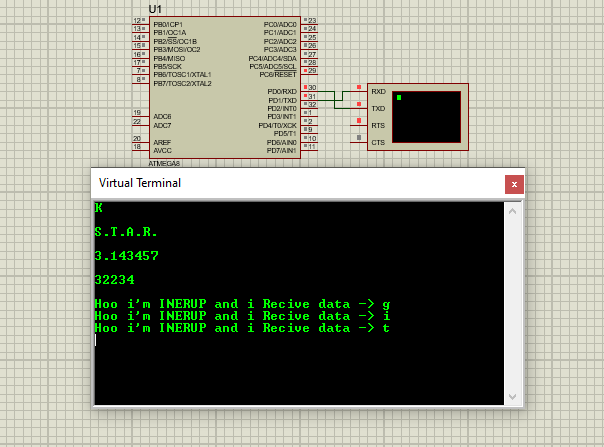 U1
12 PB0/ICP1 PC0/ADC0 23
13 PB1/OC1A PC1/ADC1 24
14 PB2/SS/OC1B PC2/ADC2 25
15 PB3/MOSI/OC2 PC3/ADC3 26
16 PB4/MISO PC4/ADC4/SDA 27
17 PB5/SCK PC5/ADC5/SCL 28
7 PB6/TOSC1/XTAL1 PC6/RESET 29
8 PB7/TOSC2/XTAL2
PD0/RXD 30
PD1/TXD 31
PD2/INT0 32
19 ADC6 PD3/INT1 1
22 ADC7 PD4/T0/XCK 2
PD5/T1 9
20 AREF PD6/AIN0 10
18 AVCC PD7/AIN1 11
ATMEGA8
RXD
TXD
RTS
CTS
Virtual Terminal
x
K
S.T.A.R.
3.143457
32234
Hoo i'm INERUP and i Recive data -> g
Hoo i'm INERUP and i Recive data -> i
Hoo i'm INERUP and i Recive data -> t